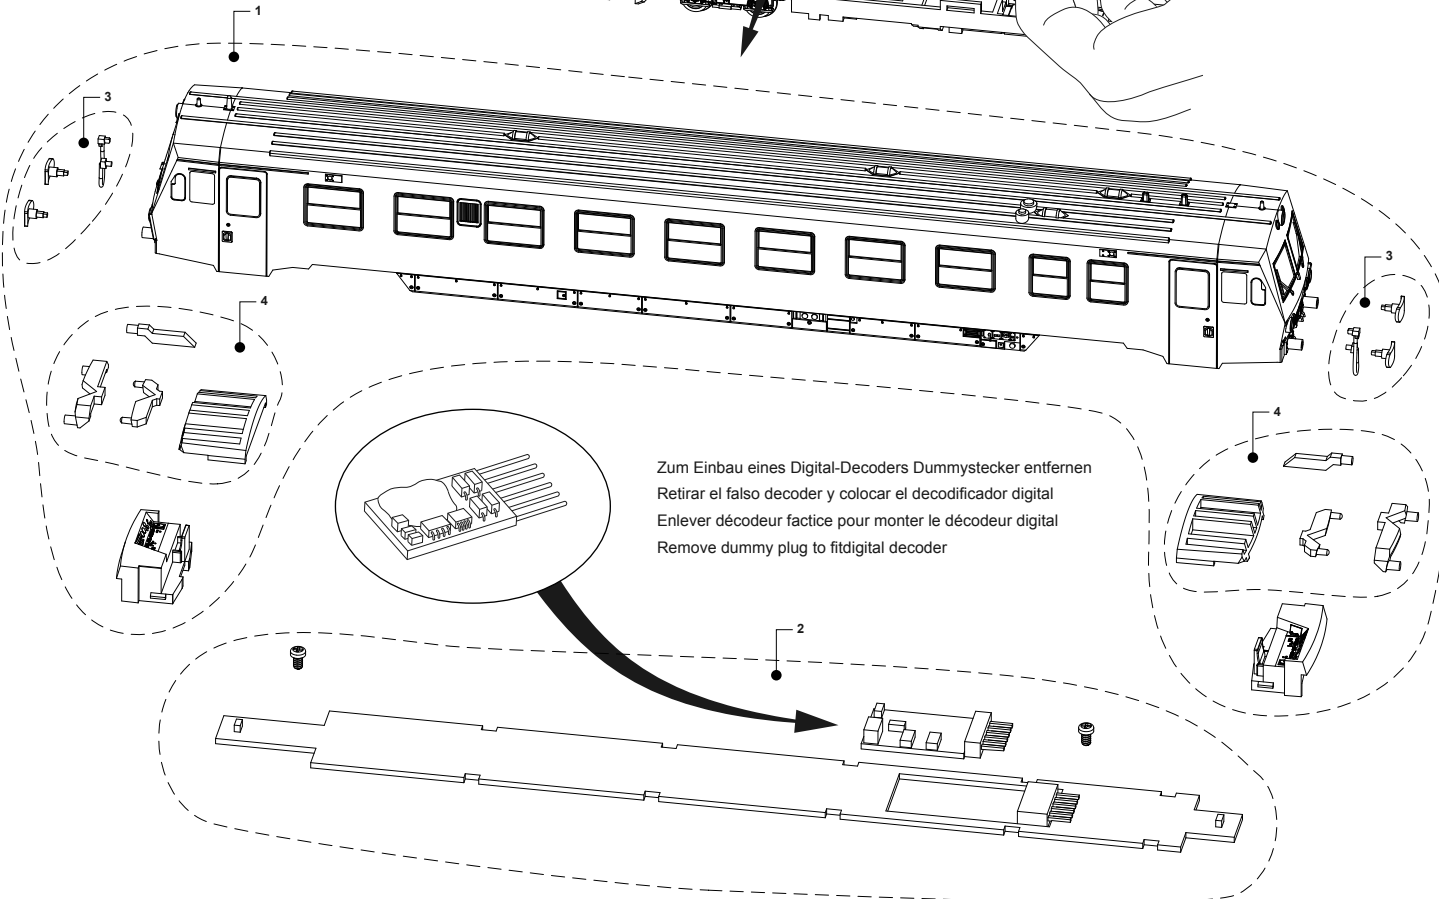 1
3
3
4
4
Zum Einbau eines Digital-Decoders Dummystecker entfernen
Retirar el falso decoder y colocar el decodificador digital
Enlever décodeur factice pour monter le décodeur digital
Remove dummy plug to fitdigital decoder
2